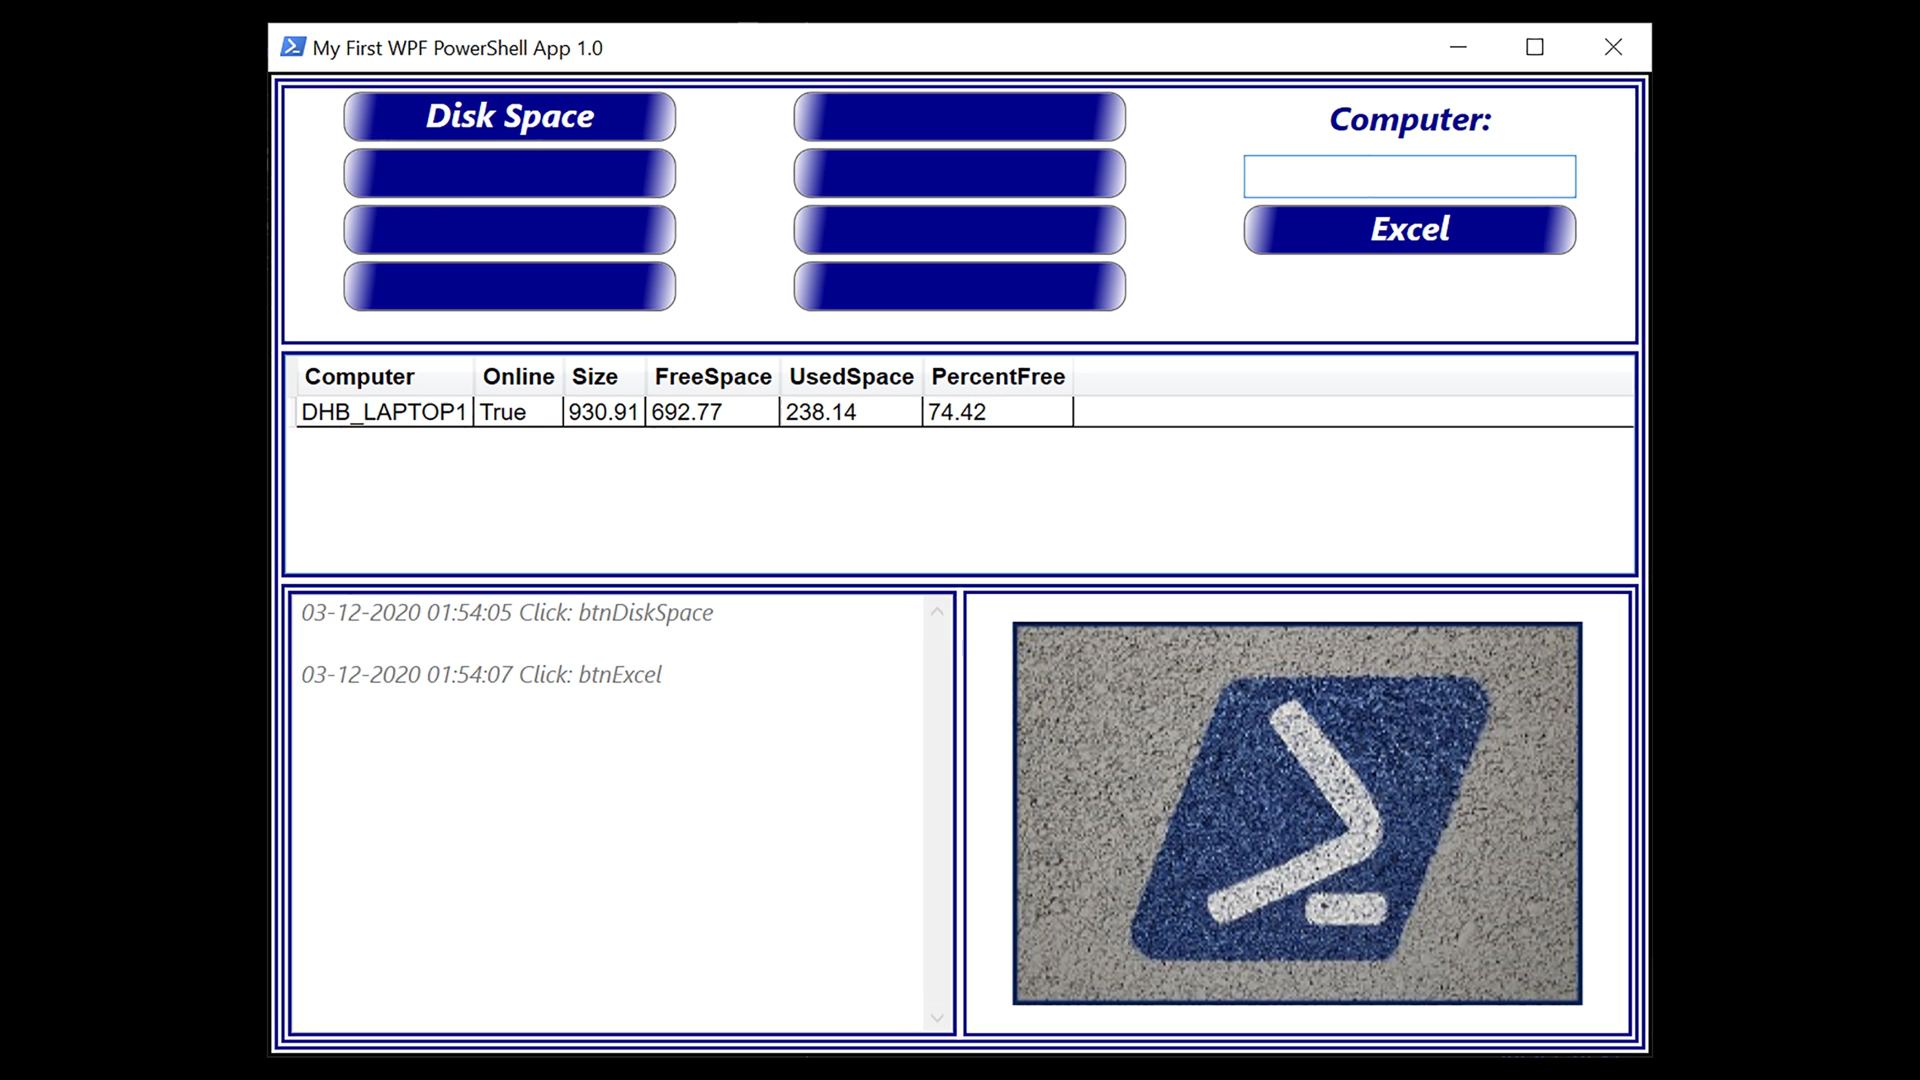 My First WPF PowerShell App 1.0
Disk Space
Computer:
Excel
Computer Online Size FreeSpace UsedSpace PercentFree
DHB_LAPTOP1 True 930.91 692.77 238.14 74.42
03-12-2020 01:54:05 Click: btnDiskSpace
03-12-2020 01:54:07 Click: btnExcel